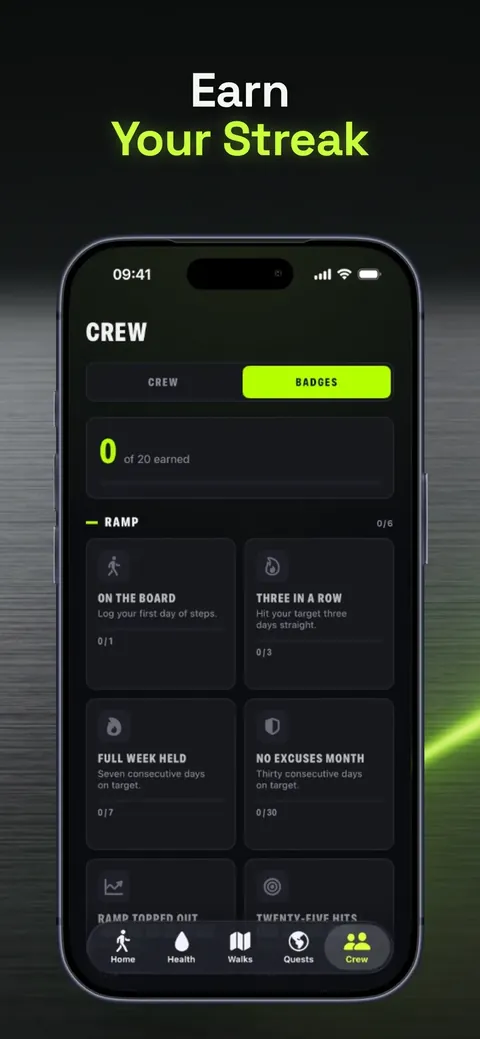 Earn
Your Streak
09:41
CREW
CREW
BADGES
0 of 20 earned
RAMP
0/6
ON THE BOARD
Log your first day of steps.
0/1
THREE IN A ROW
Hit your target three
days straight.
0/3
FULL WEEK HELD
Seven consecutive days
on target.
0/7
NO EXCUSES MONTH
Thirty consecutive days
on target.
0/30
RAMP TOPPED OUT
TWENTY-FIVE HITS
Home
Health
Walks
Quests
Crew